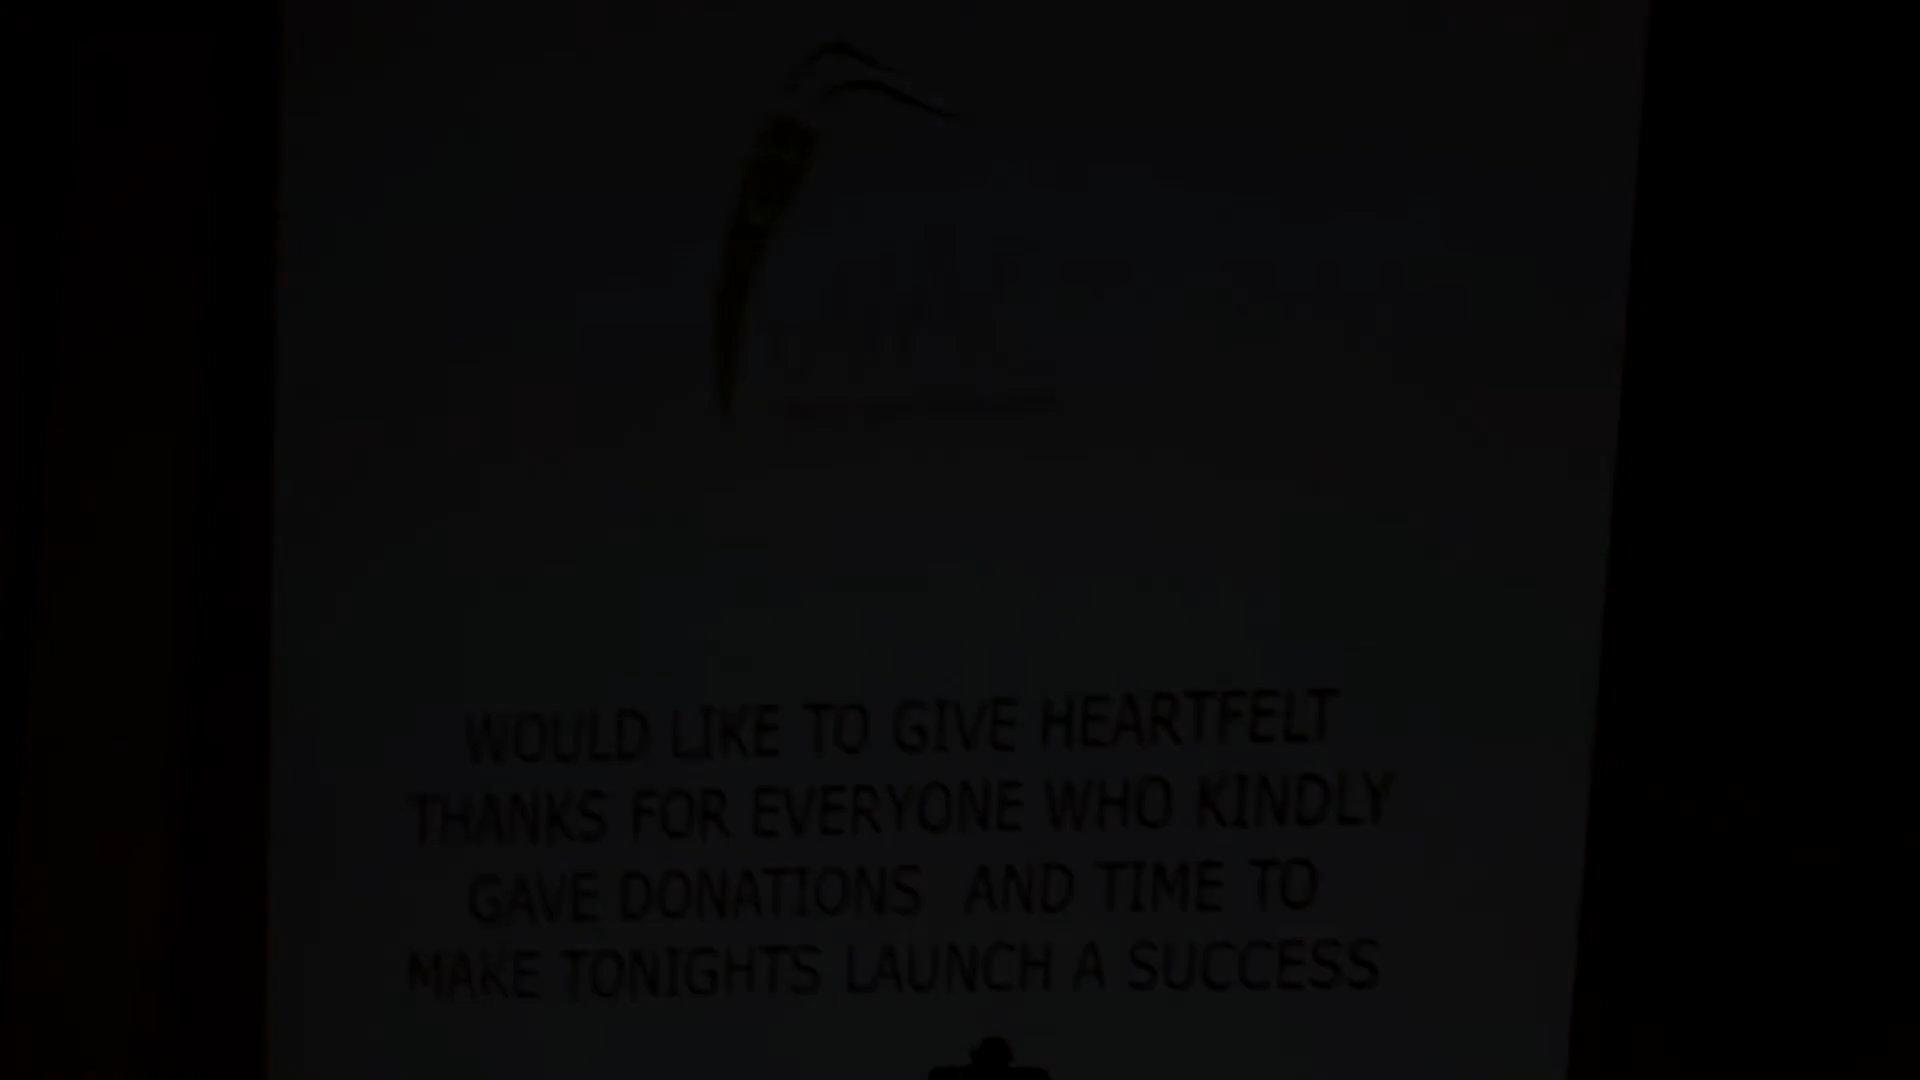 WOULD LIKE TO GIVE HEARTFELT
THANKS FOR EVERYONE WHO KINDLY
GAVE DONATIONS AND TIME TO
MAKE TONIGHTS LAUNCH A SUCCESS